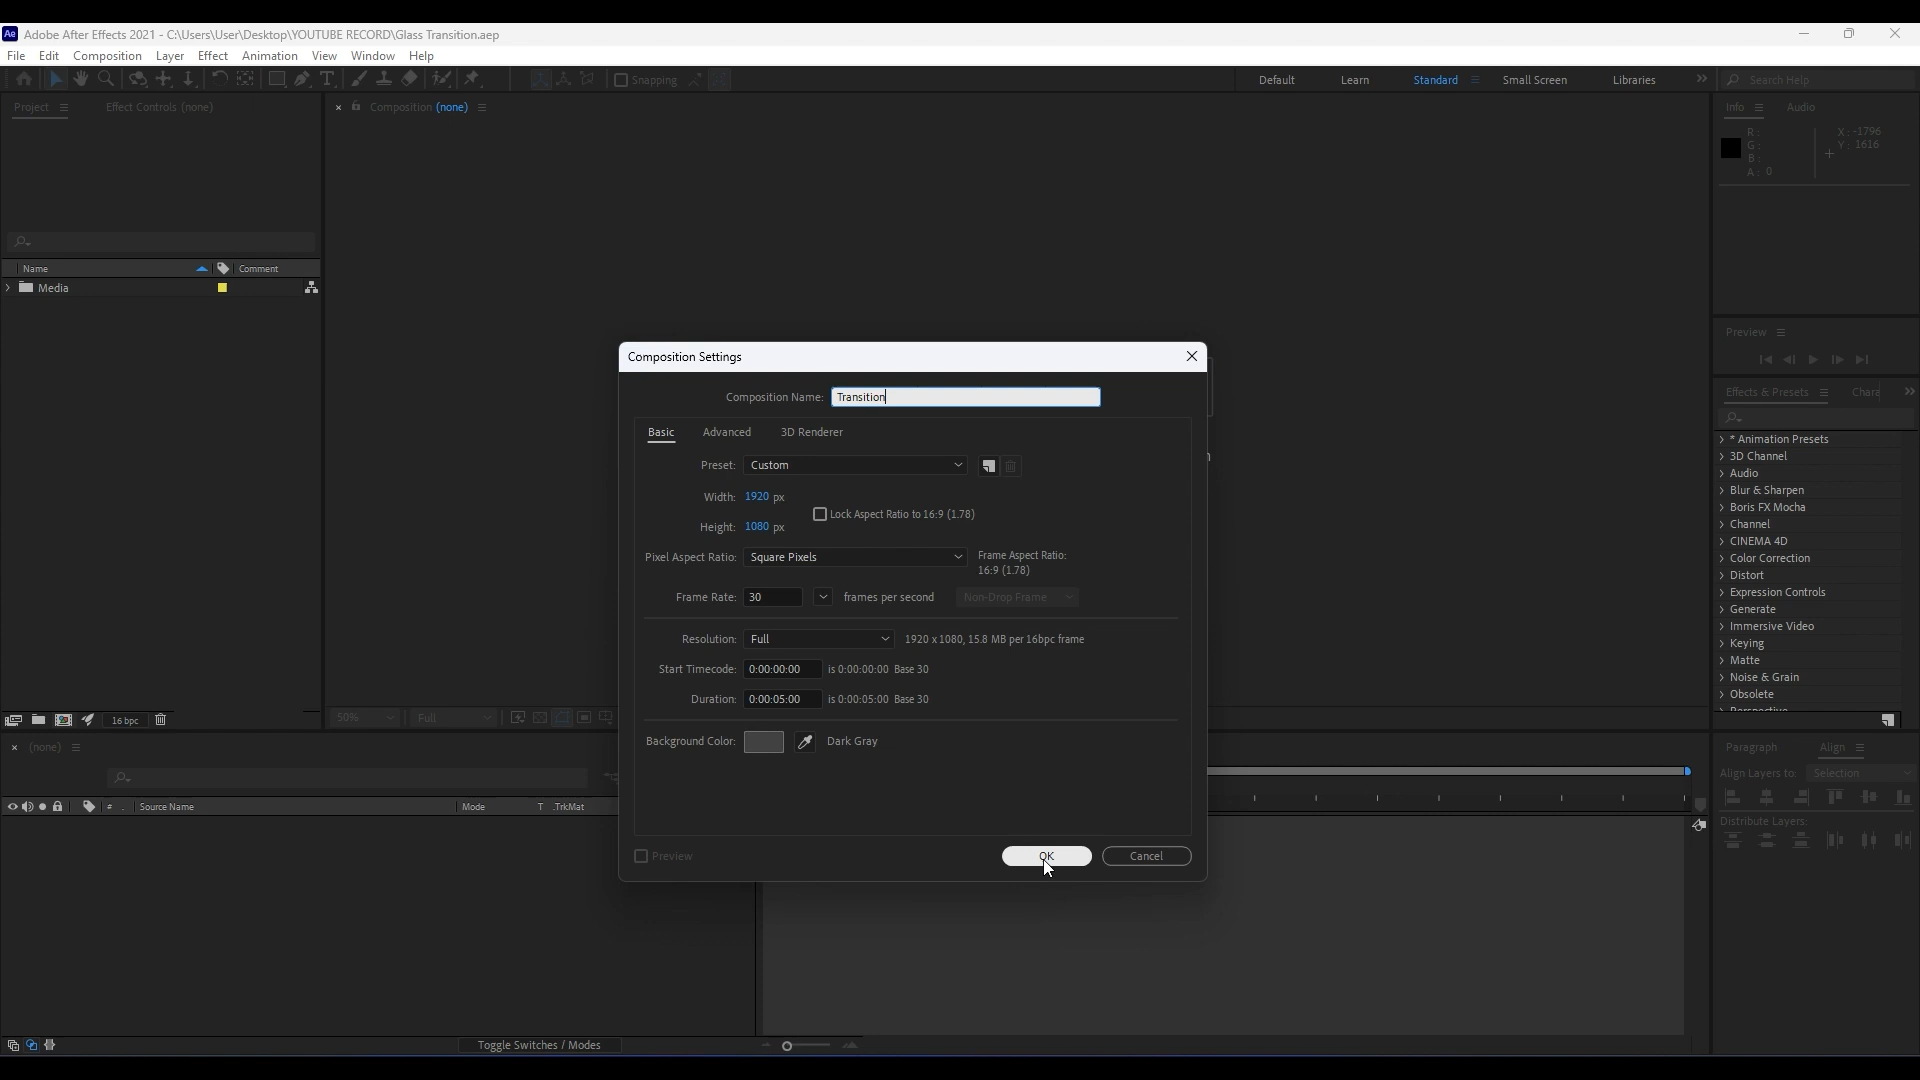 Ae Adobe After Effects 2021 - C:\Users\User\Desktop\YOUTUBE RECORD\Glass Transition.aep
File Edit Composition Layer Effect Animation View Window Help
Snapping Default Learn Standard Small Screen Libraries Search Help
Project Effect Controls (none) Composition (none) Info Audio
R: X: -1796
G: Y: 1616
B:
A: 0
Name Comment
Media
Preview
Composition Settings
Composition Name: Transition
Basic Advanced 3D Renderer
Preset: Custom
Width: 1920 px
Lock Aspect Ratio to 16:9 (1.78)
Height: 1080 px
Pixel Aspect Ratio: Square Pixels Frame Aspect Ratio:
16:9 (1.78)
Frame Rate: 30 frames per second Non-Drop Frame
Resolution: Full 1920 x 1080, 15.8 MB per 16bpc frame
Start Timecode: 0:00:00:00 is 0:00:00:00 Base 30
Duration: 0:00:05:00 is 0:00:05:00 Base 30
Background Color: Dark Gray
Preview OK Cancel
Effects & Presets Chara
* Animation Presets
3D Channel
Audio
Blur & Sharpen
Boris FX Mocha
Channel
CINEMA 4D
Color Correction
Distort
Expression Controls
Generate
Immersive Video
Keying
Matte
Noise & Grain
Obsolete
Perspective
16 bpc 50% Full
(none)
# Source Name Mode T .TrkMat
Paragraph Align
Align Layers to: Selection
Distribute Layers:
Toggle Switches / Modes